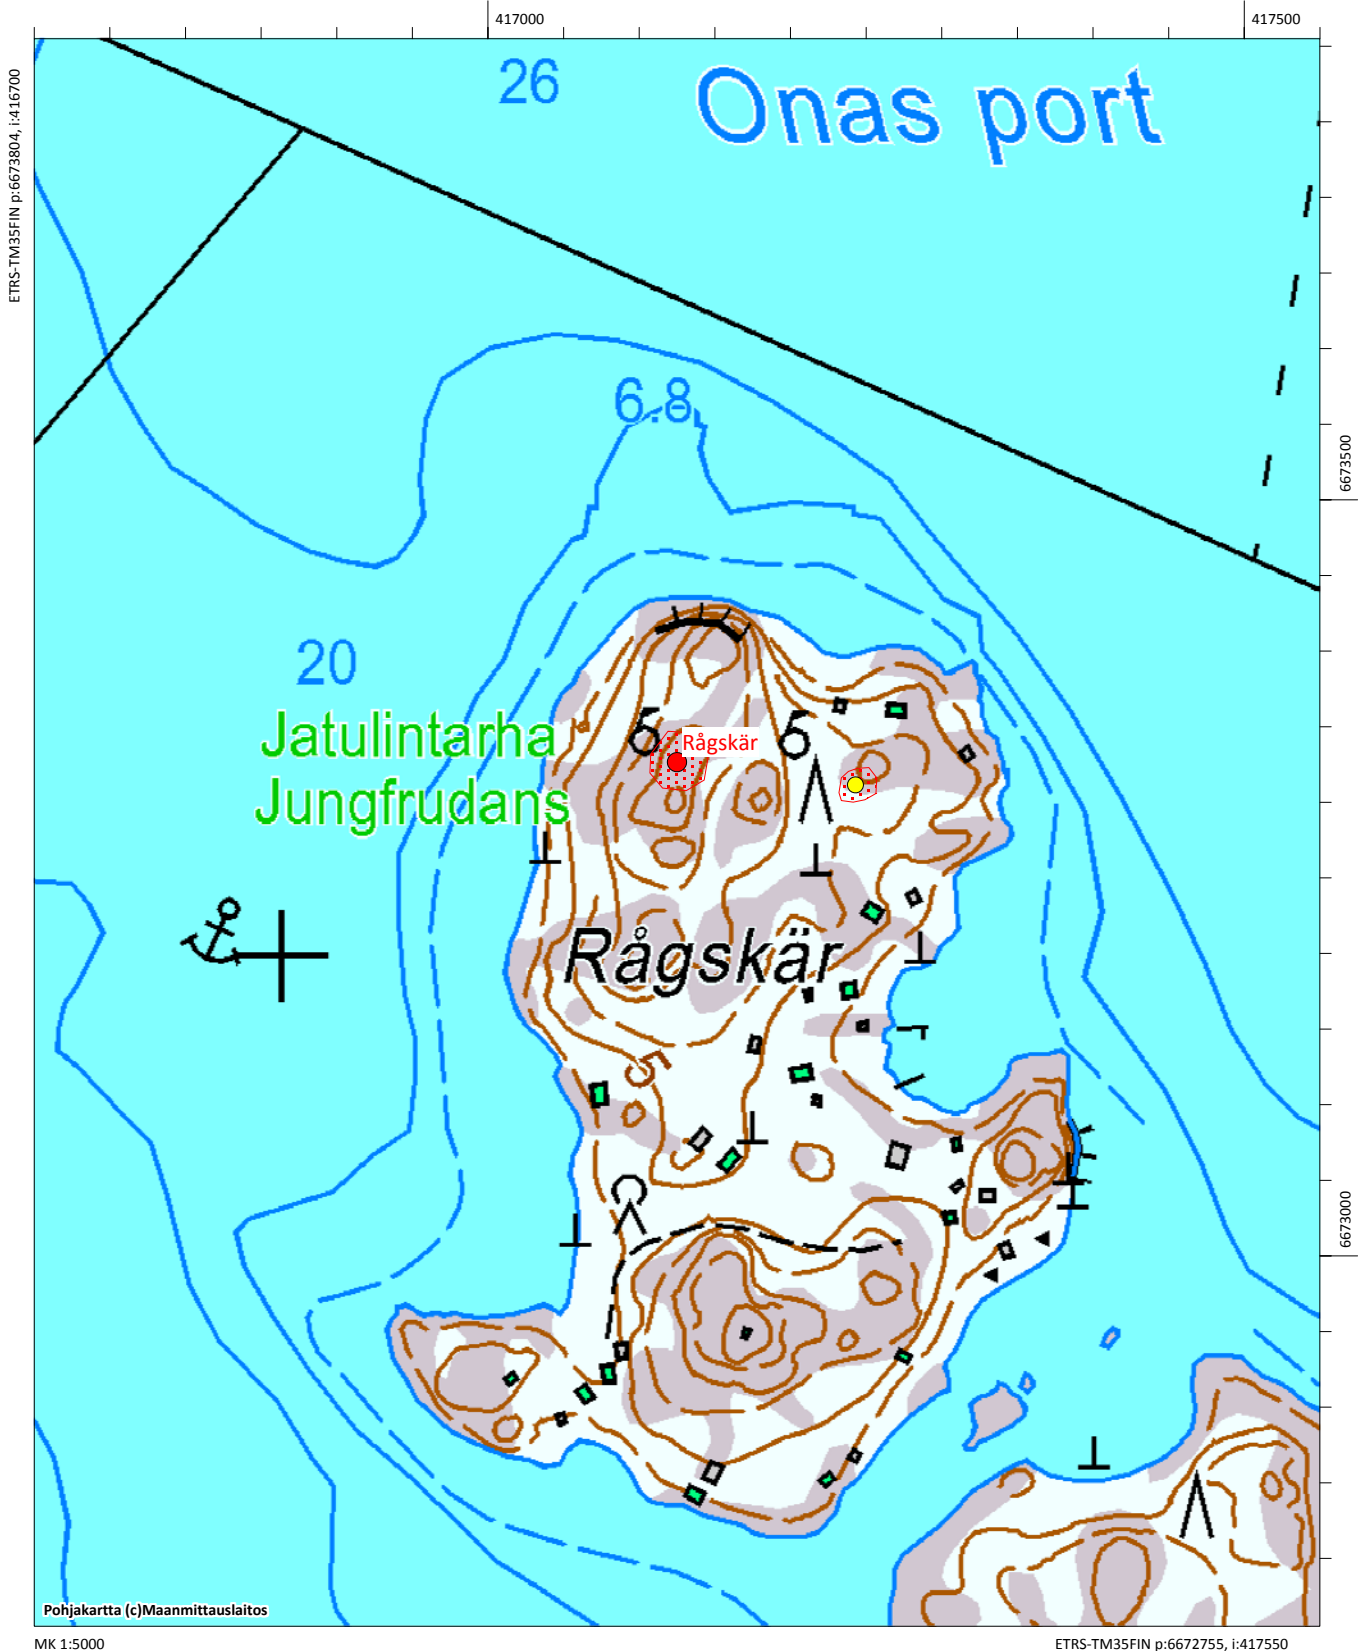 417000
417500
ETRS-TM35FIN p:6673804, i:416700
26
Onas port
6.8
6673500
20
Jatulintarha
Jungfrudans
Rågskär
Rågskär
5
6673000
Pohjakartta (c)Maanmittauslaitos
MK 1:5000
ETRS-TM35FIN p:6672755, i:417550